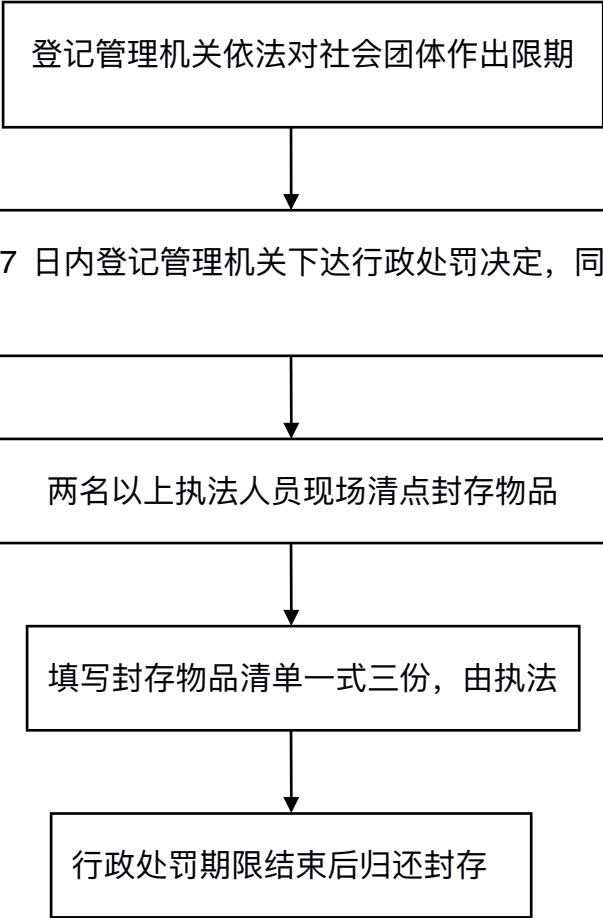 登记管理机关依法对社会团体作出限期
7 日内登记管理机关下达行政处罚决定，同
两名以上执法人员现场清点封存物品
填写封存物品清单一式三份，由执法
行政处罚期限结束后归还封存